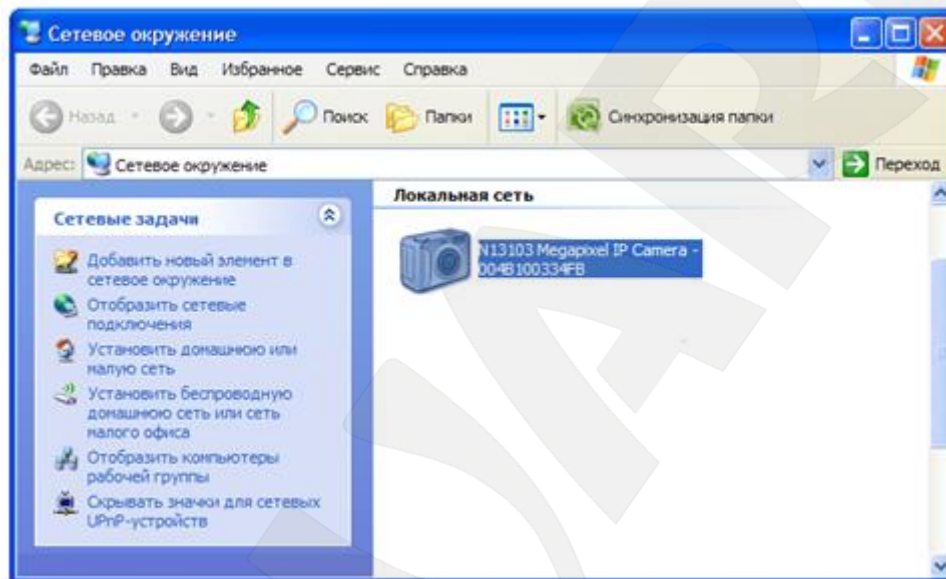 Сетевое окружение
Файл Правка Вид Избранное Сервис Справка
Назад Поиск Папки Синхронизация папки
Адрес: Сетевое окружение Переход
Локальная сеть
Сетевые задачи
N13103 Megapixel IP Camera -
004B100334FB
Добавить новый элемент в
сетевое окружение
Отобразить сетевые
подключения
Установить домашнюю или
малую сеть
Установить беспроводную
домашнюю сеть или сеть
малого офиса
Отобразить компьютеры
рабочей группы
Скрывать значки для сетевых
UPnP-устройств